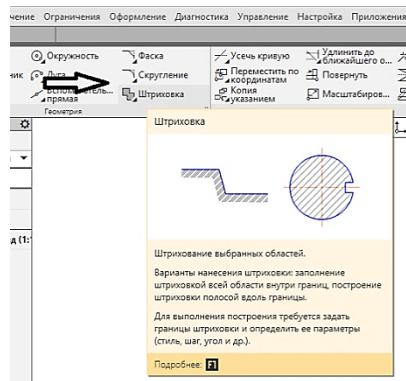 чение Ограничения Оформление Диагностика Управление Настройка Приложения
Окружность Фаска Усечь кривую Удлинить до ближайшего о...
ник Дуга Скругление Переместить по координатам Повернуть
прямая Штриховка Копия указанием Масштабиров...
Геометрия
Штриховка
д (1:
Штрихование выбранных областей.
Варианты нанесения штриховки: заполнение
штриховкой всей области внутри границ, построение
штриховки полосой вдоль границы.
Для выполнения построения требуется задать
границы штриховки и определить ее параметры
(стиль, шаг, угол и др.).
Подробнее: F1